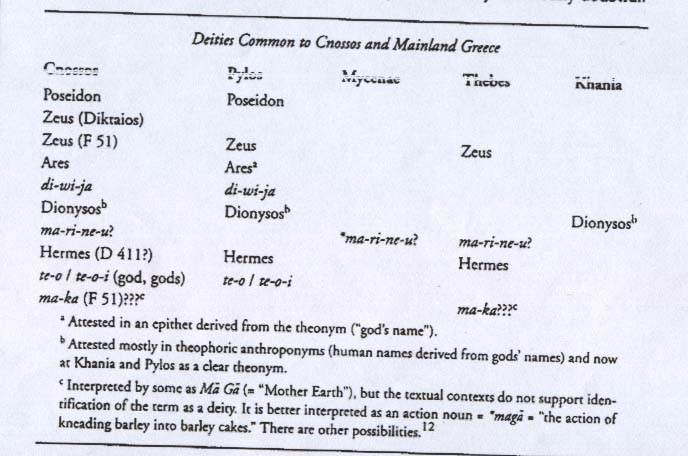 Deities Common to Cnossos and Mainland Greece
Cnossos Pylos Mycenae Thebes Khania
Poseidon Poseidon
Zeus (Diktaios)
Zeus (F 51) Zeus Zeus
Ares Aresᵃ
di-wi-ja di-wi-ja
Dionysosᵇ Dionysosᵇ Dionysosᵇ
ma-ri-ne-u? *ma-ri-ne-u? ma-ri-ne-u?
Hermes (D 411?) Hermes Hermes
te-o / te-o-i (god, gods) te-o / te-o-i
ma-ka (F 51)???ᶜ ma-ka???ᶜ
ᵃ Attested in an epithet derived from the theonym ("god's name").
ᵇ Attested mostly in theophoric anthroponyms (human names derived from gods' names) and now
at Khania and Pylos as a clear theonym.
ᶜ Interpreted by some as Mā Gā (= "Mother Earth"), but the textual contexts do not support iden-
tification of the term as a deity. It is better interpreted as an action noun = *magā = "the action of
kneading barley into barley cakes." There are other possibilities.¹²